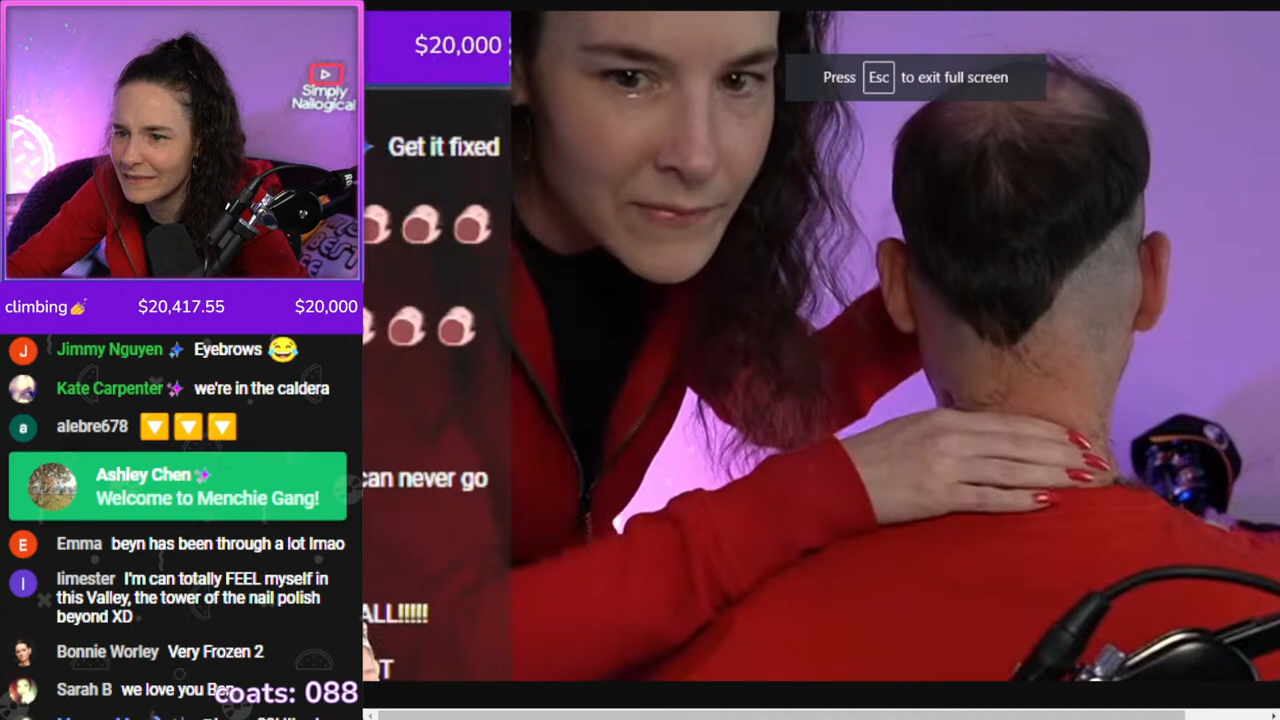 Simply
Nailogical
climbing💅 $20,417.55 $20,000
Jimmy Nguyen Eyebrows 😂
Kate Carpenter we're in the caldera
alebre678 🔽 🔽 🔽
Ashley Chen
Welcome to Menchie Gang!
Emma beyn has been through a lot lmao
limester I'm can totally FEEL myself in
this Valley, the tower of the nail polish
beyond XD
Bonnie Worley Very Frozen 2
Sarah B we love you Ben
coats: 088
$20,000
Get it fixed
can never go
ALL!!!!!
Press Esc to exit full screen